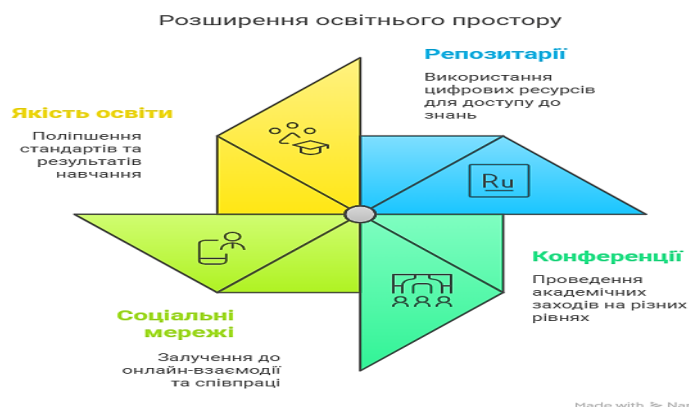 Розширення освітнього простору
Репозитарії
Використання
цифрових ресурсів
для доступу до
знань
Якість освіти
Поліпшення
стандартів та
результатів
навчання
Ru
Конференції
Проведення
академічних
заходів на різних
рівнях
Соціальні
мережі
Залучення до
онлайн-взаємодії
та співпраці
Made with